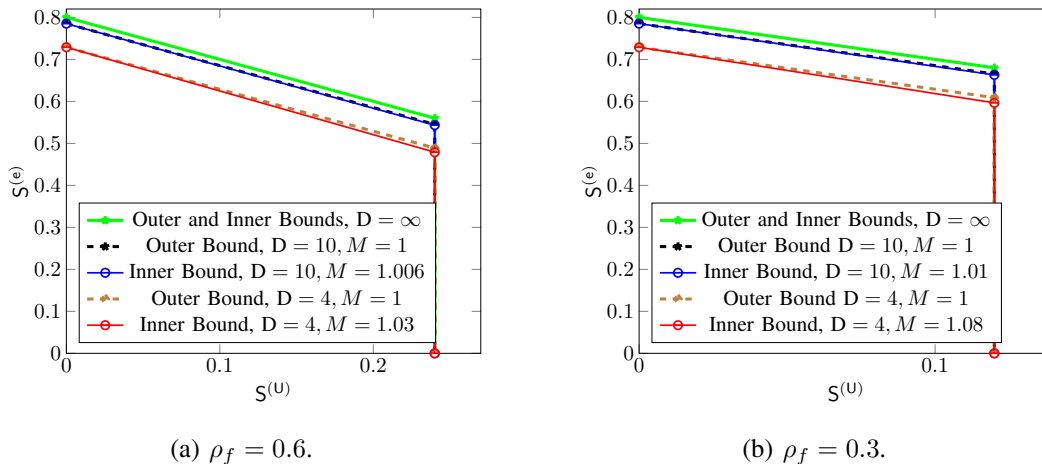 0.8
0.7
0.6
0.5
0.4
0.3
0.2
0.1
0
S^(e)
Outer and Inner Bounds, D = ∞
Outer Bound, D = 10, M = 1
Inner Bound, D = 10, M = 1.006
Outer Bound, D = 4, M = 1
Inner Bound, D = 4, M = 1.03
0 0.2
S^(U)
(a) ρ_f = 0.6.
0.8
0.7
0.6
0.5
0.4
0.3
0.2
0.1
0
S^(e)
Outer and Inner Bounds, D = ∞
Outer Bound D = 10, M = 1
Inner Bound, D = 10, M = 1.01
Outer Bound D = 4, M = 1
Inner Bound, D = 4, M = 1.08
0 0.1
S^(U)
(b) ρ_f = 0.3.